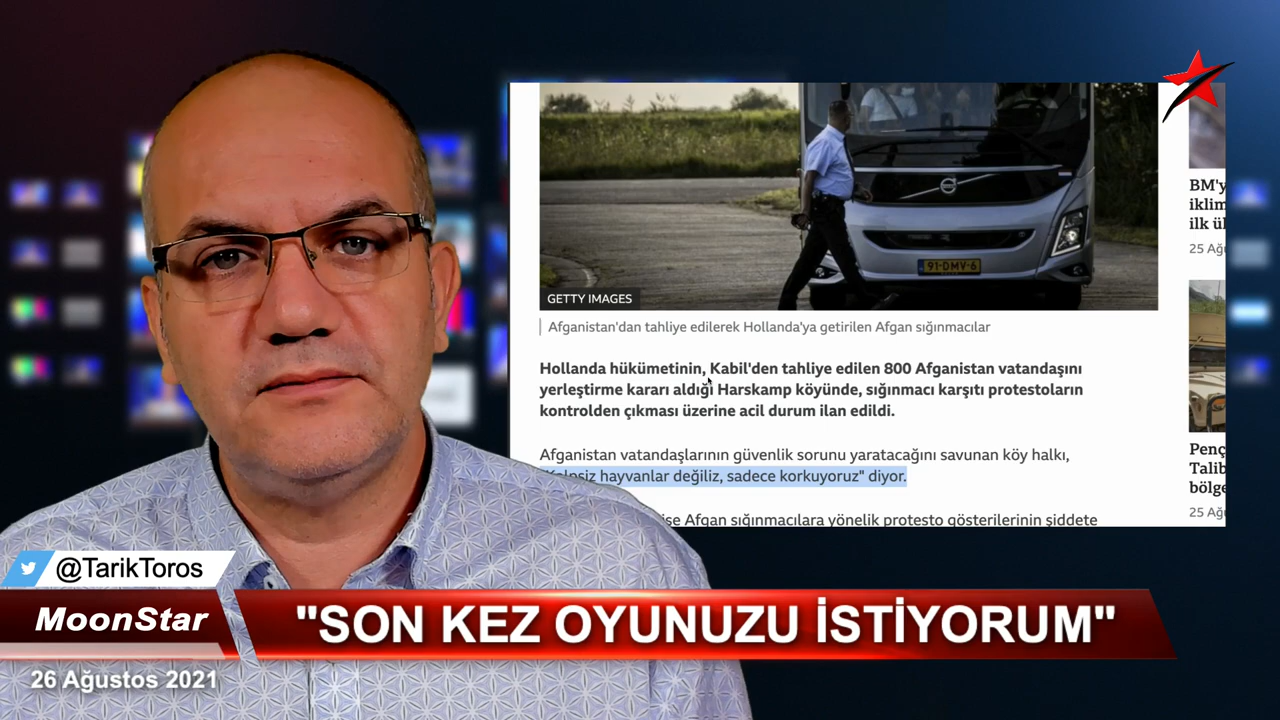 GETTY IMAGES
91-DMV-6
Afganistan'dan tahliye edilerek Hollanda'ya getirilen Afgan sığınmacılar
Hollanda hükümetinin, Kabil'den tahliye edilen 800 Afganistan vatandaşını
yerleştirme kararı aldığı Harskamp köyünde, sığınmacı karşıtı protestoların
kontrolden çıkması üzerine acil durum ilan edildi.
Afganistan vatandaşlarının güvenlik sorunu yaratacağını savunan köy halkı,
hayvanlar değiliz, sadece korkuyoruz" diyor.
Afgan sığınmacılara yönelik protesto gösterilerinin şiddete
BM'y
iklim
ilk ül
25 Ağu
Penç
Talib
bölge
25 Ağu
@TarikToros
MoonStar
"SON KEZ OYUNUZU İSTİYORUM"
26 Ağustos 2021